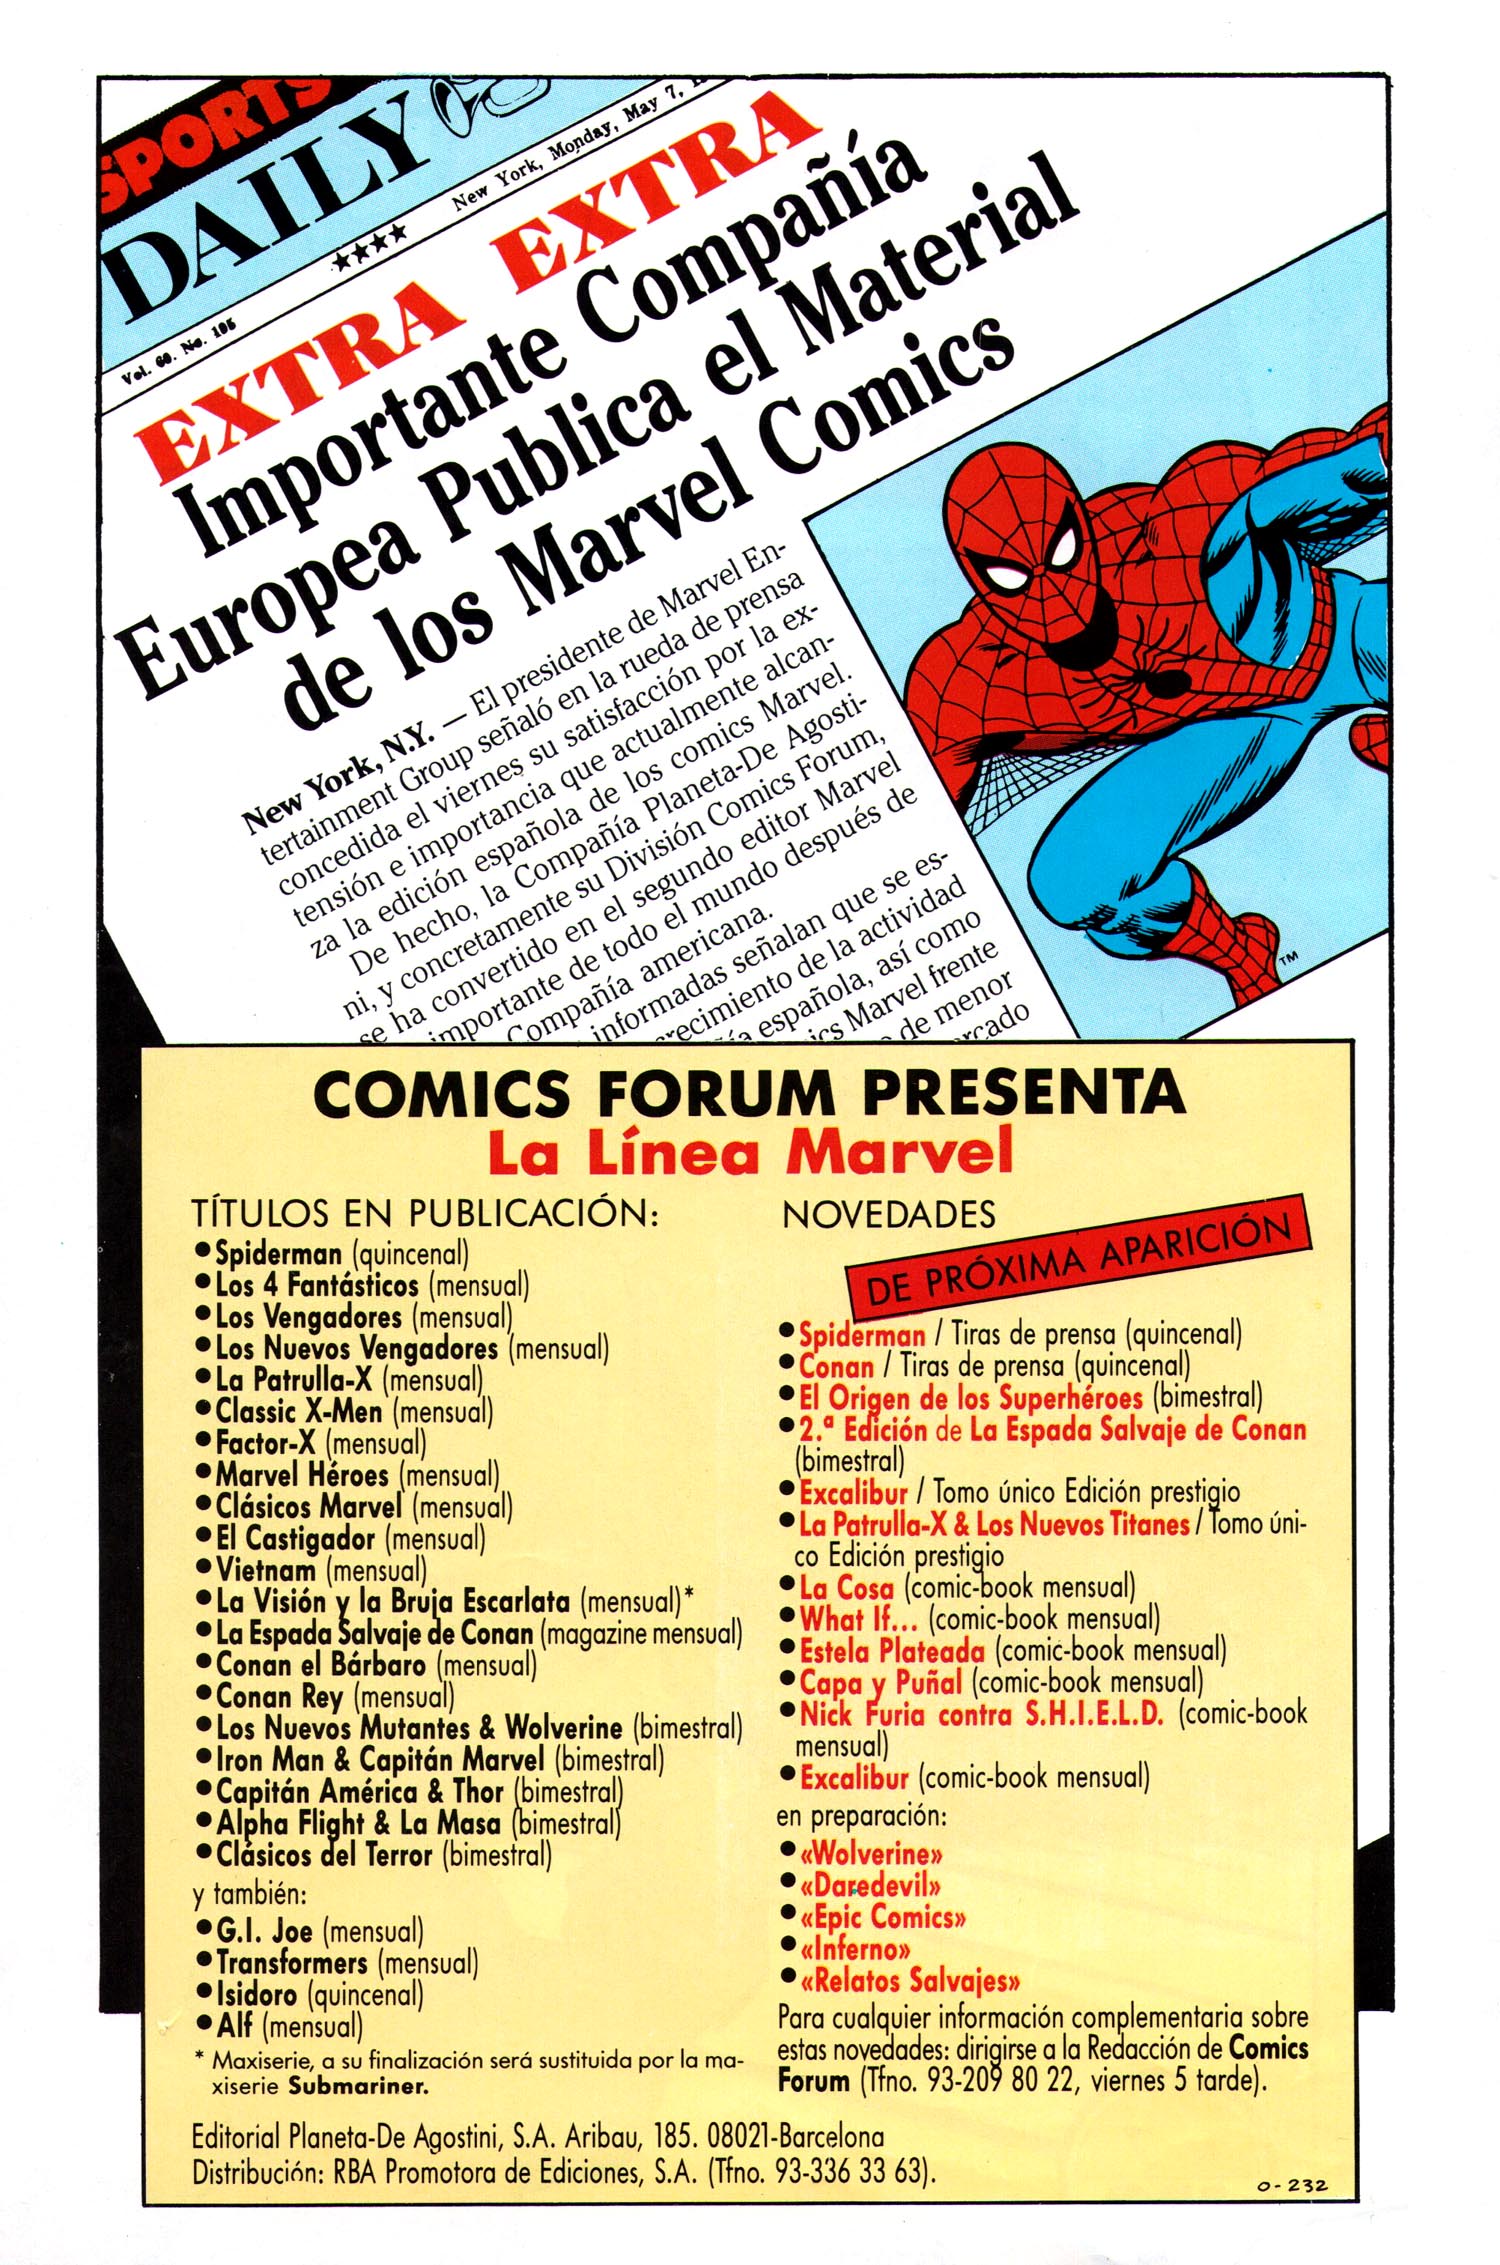 SPORTS
DAILY
★★★★
New York, Monday, May 7,
Vol. 60. No. 105
EXTRA EXTRA
Importante Compañía
Europea Publica el Material
de los Marvel Comics
New York, N.Y. — El presidente de Marvel En-
tertainment Group señaló en la rueda de prensa
concedida el viernes su satisfacción por la ex-
tensión e importancia que actualmente alcan-
za la edición española de los comics Marvel.
De hecho, la Compañía Planeta-De Agosti-
ni, y concretamente su División Comics Forum,
se ha convertido en el segundo editor Marvel
importante de todo el mundo después de
Compañía americana.
informadas señalan que se es-
recimiento de la actividad
ía española, así como
ics Marvel frente
o de menor
ercado
TM
COMICS FORUM PRESENTA
La Línea Marvel
TÍTULOS EN PUBLICACIÓN:
●Spiderman (quincenal)
●Los 4 Fantásticos (mensual)
●Los Vengadores (mensual)
●Los Nuevos Vengadores (mensual)
●La Patrulla-X (mensual)
●Classic X-Men (mensual)
●Factor-X (mensual)
●Marvel Héroes (mensual)
●Clásicos Marvel (mensual)
●El Castigador (mensual)
●Vietnam (mensual)
●La Visión y la Bruja Escarlata (mensual)*
●La Espada Salvaje de Conan (magazine mensual)
●Conan el Bárbaro (mensual)
●Conan Rey (mensual)
●Los Nuevos Mutantes & Wolverine (bimestral)
●Iron Man & Capitán Marvel (bimestral)
●Capitán América & Thor (bimestral)
●Alpha Flight & La Masa (bimestral)
●Clásicos del Terror (bimestral)
y también:
●G.I. Joe (mensual)
●Transformers (mensual)
●Isidoro (quincenal)
●Alf (mensual)
* Maxiserie, a su finalización será sustituida por la ma-
xiserie Submariner.
NOVEDADES
DE PRÓXIMA APARICIÓN
●Spiderman / Tiras de prensa (quincenal)
●Conan / Tiras de prensa (quincenal)
●El Origen de los Superhéroes (bimestral)
●2.ª Edición de La Espada Salvaje de Conan
(bimestral)
●Excalibur / Tomo único Edición prestigio
●La Patrulla-X & Los Nuevos Titanes / Tomo úni-
co Edición prestigio
●La Cosa (comic-book mensual)
●What If... (comic-book mensual)
●Estela Plateada (comic-book mensual)
●Capa y Puñal (comic-book mensual)
●Nick Furia contra S.H.I.E.L.D. (comic-book
mensual)
●Excalibur (comic-book mensual)
en preparación:
●«Wolverine»
●«Daredevil»
●«Epic Comics»
●«Inferno»
●«Relatos Salvajes»
Para cualquier información complementaria sobre
estas novedades: dirigirse a la Redacción de Comics
Forum (Tfno. 93-209 80 22, viernes 5 tarde).
Editorial Planeta-De Agostini, S.A. Aribau, 185. 08021-Barcelona
Distribución: RBA Promotora de Ediciones, S.A. (Tfno. 93-336 33 63).
O-232